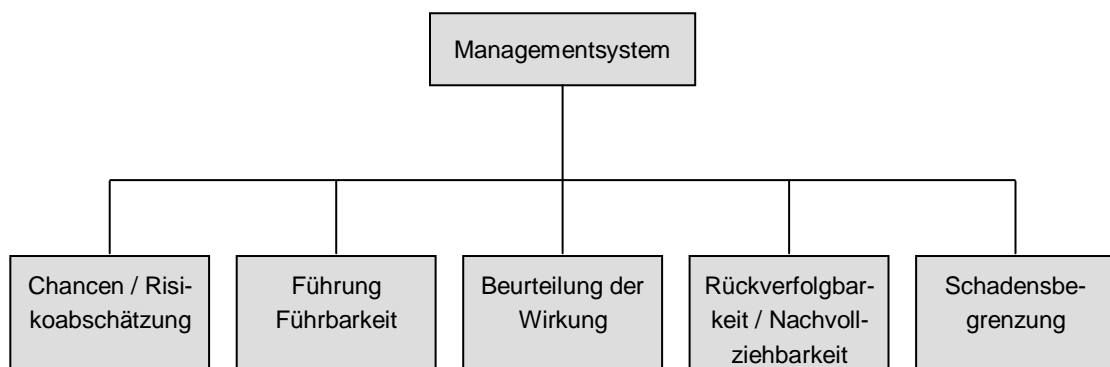 Managementsystem
Chancen / Risi-
koabschätzung
Führung
Führbarkeit
Beurteilung der
Wirkung
Rückverfolgbar-
keit / Nachvoll-
ziehbarkeit
Schadensbe-
grenzung